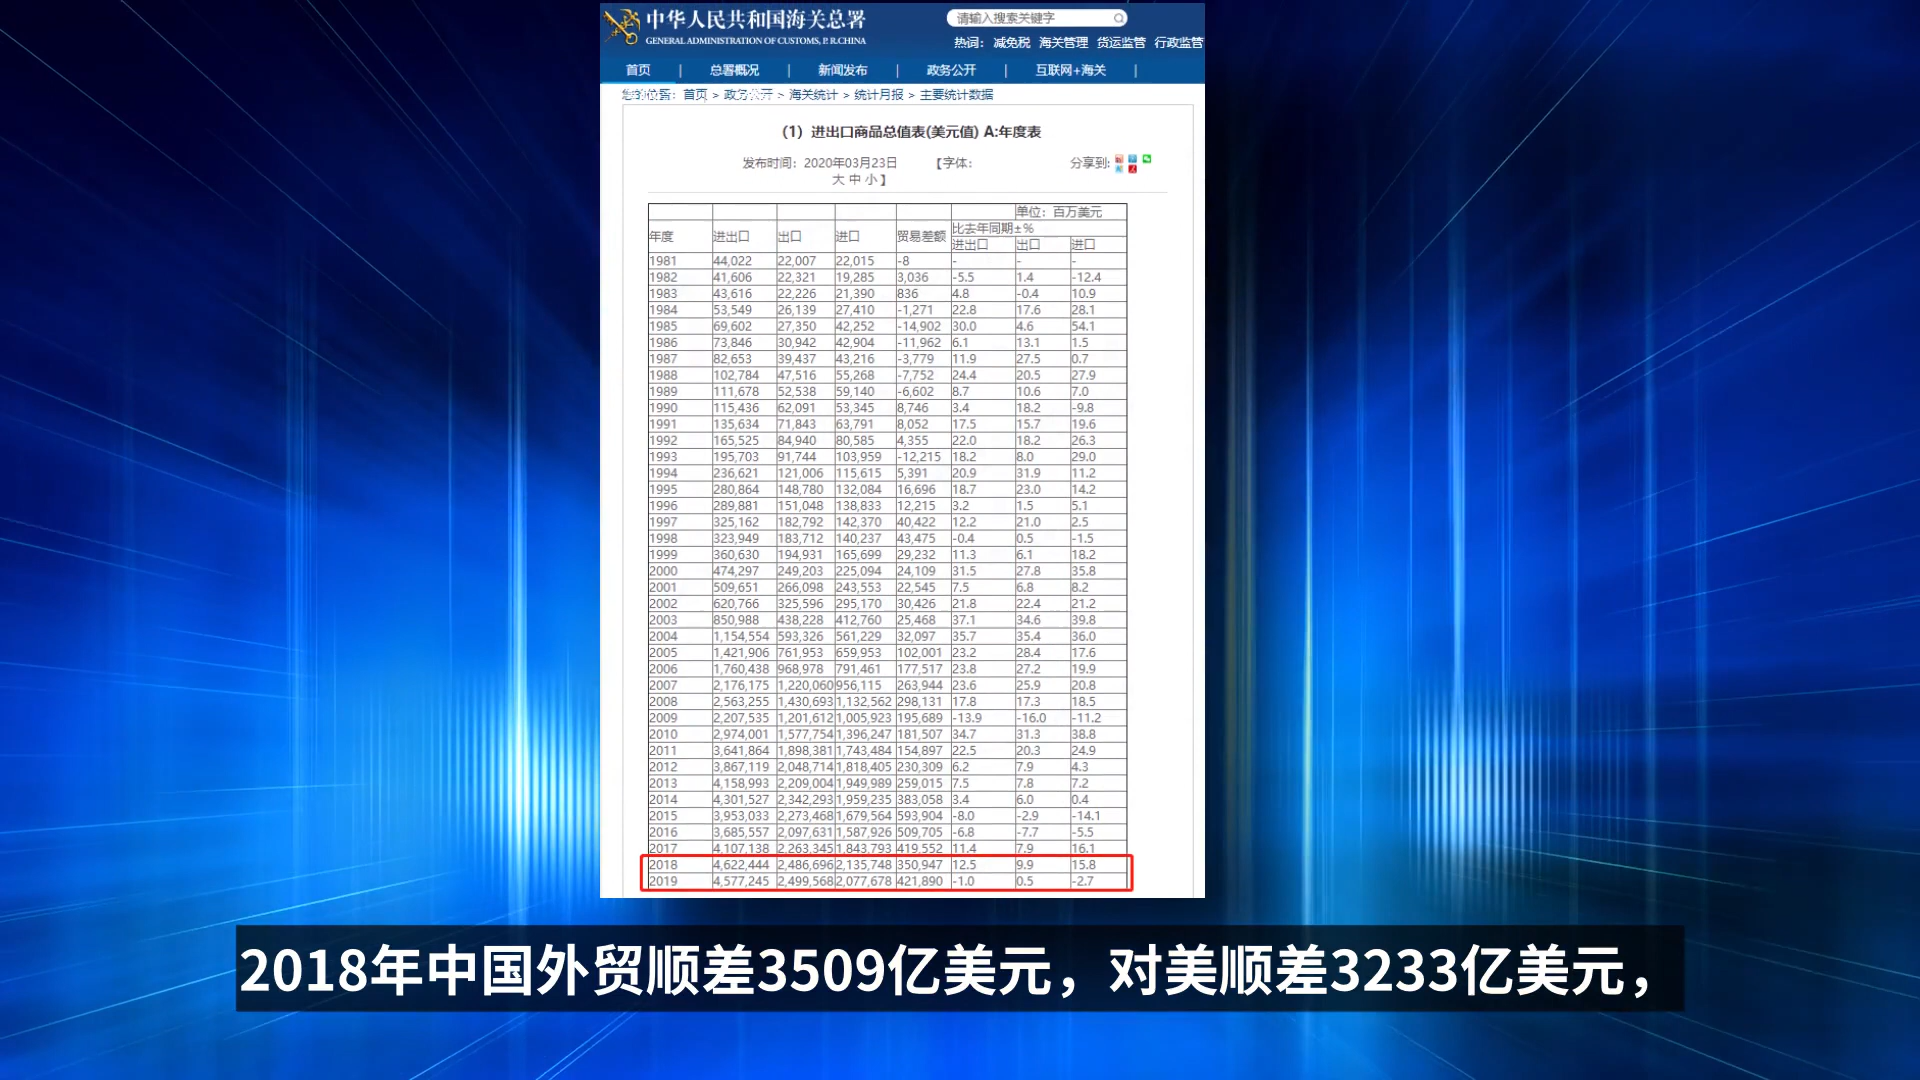 中华人民共和国海关总署
GENERAL ADMINISTRATION OF CUSTOMS, P. R.CHINA
请输入搜索关键字
热词： 减免税 海关管理 货运监管 行政监管
首页 | 总署概况 | 新闻发布 | 政务公开 | 互联网+海关 |
您的位置： 首页 > 政务公开 > 海关统计 > 统计月报 > 主要统计数据
（1）进出口商品总值表(美元值) A:年度表
发布时间：2020年03月23日 【字体： 分享到:
大 中 小】
单位：百万美元
年度 进出口 出口 进口 贸易差额 比去年同期±%
进出口 出口 进口
1981 44,022 22,007 22,015 -8 - - -
1982 41,606 22,321 19,285 3,036 -5.5 1.4 -12.4
1983 43,616 22,226 21,390 836 4.8 -0.4 10.9
1984 53,549 26,139 27,410 -1,271 22.8 17.6 28.1
1985 69,602 27,350 42,252 -14,902 30.0 4.6 54.1
1986 73,846 30,942 42,904 -11,962 6.1 13.1 1.5
1987 82,653 39,437 43,216 -3,779 11.9 27.5 0.7
1988 102,784 47,516 55,268 -7,752 24.4 20.5 27.9
1989 111,678 52,538 59,140 -6,602 8.7 10.6 7.0
1990 115,436 62,091 53,345 8,746 3.4 18.2 -9.8
1991 135,634 71,843 63,791 8,052 17.5 15.7 19.6
1992 165,525 84,940 80,585 4,355 22.0 18.2 26.3
1993 195,703 91,744 103,959 -12,215 18.2 8.0 29.0
1994 236,621 121,006 115,615 5,391 20.9 31.9 11.2
1995 280,864 148,780 132,084 16,696 18.7 23.0 14.2
1996 289,881 151,048 138,833 12,215 3.2 1.5 5.1
1997 325,162 182,792 142,370 40,422 12.2 21.0 2.5
1998 323,949 183,712 140,237 43,475 -0.4 0.5 -1.5
1999 360,630 194,931 165,699 29,232 11.3 6.1 18.2
2000 474,297 249,203 225,094 24,109 31.5 27.8 35.8
2001 509,651 266,098 243,553 22,545 7.5 6.8 8.2
2002 620,766 325,596 295,170 30,426 21.8 22.4 21.2
2003 850,988 438,228 412,760 25,468 37.1 34.6 39.8
2004 1,154,554 593,326 561,229 32,097 35.7 35.4 36.0
2005 1,421,906 761,953 659,953 102,001 23.2 28.4 17.6
2006 1,760,438 968,978 791,461 177,517 23.8 27.2 19.9
2007 2,176,175 1,220,060 956,115 263,944 23.6 25.9 20.8
2008 2,563,255 1,430,693 1,132,562 298,131 17.8 17.3 18.5
2009 2,207,535 1,201,612 1,005,923 195,689 -13.9 -16.0 -11.2
2010 2,974,001 1,577,754 1,396,247 181,507 34.7 31.3 38.8
2011 3,641,864 1,898,381 1,743,484 154,897 22.5 20.3 24.9
2012 3,867,119 2,048,714 1,818,405 230,309 6.2 7.9 4.3
2013 4,158,993 2,209,004 1,949,989 259,015 7.5 7.8 7.2
2014 4,301,527 2,342,293 1,959,235 383,058 3.4 6.0 0.4
2015 3,953,033 2,273,468 1,679,564 593,904 -8.0 -2.9 -14.1
2016 3,685,557 2,097,631 1,587,926 509,705 -6.8 -7.7 -5.5
2017 4,107,138 2,263,345 1,843,793 419,552 11.4 7.9 16.1
2018 4,622,444 2,486,696 2,135,748 350,947 12.5 9.9 15.8
2019 4,577,245 2,499,568 2,077,678 421,890 -1.0 0.5 -2.7
2018年中国外贸顺差3509亿美元，对美顺差3233亿美元，